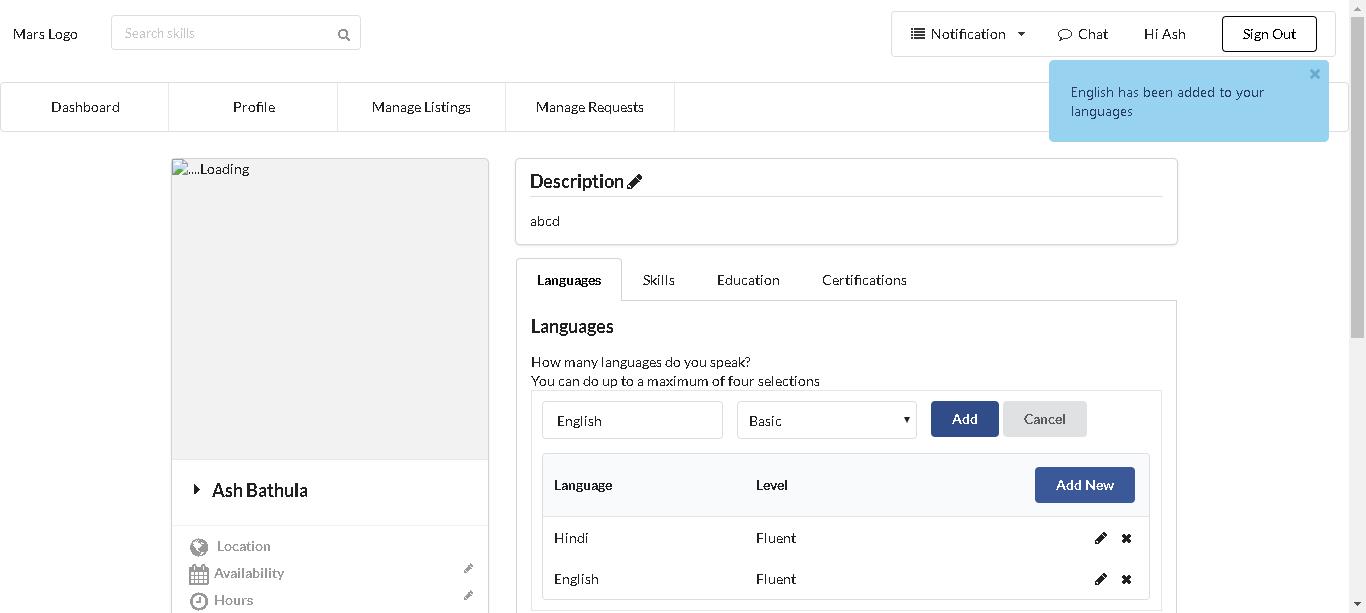 Mars Logo
Search skills
Notification
Chat
Hi Ash
Sign Out
Dashboard
Profile
Manage Listings
Manage Requests
English has been added to your
languages
....Loading
Ash Bathula
Location
Availability
Hours
Description
abcd
Languages
Skills
Education
Certifications
Languages
How many languages do you speak?
You can do up to a maximum of four selections
English
Basic
Add
Cancel
Language
Level
Add New
Hindi
Fluent
English
Fluent